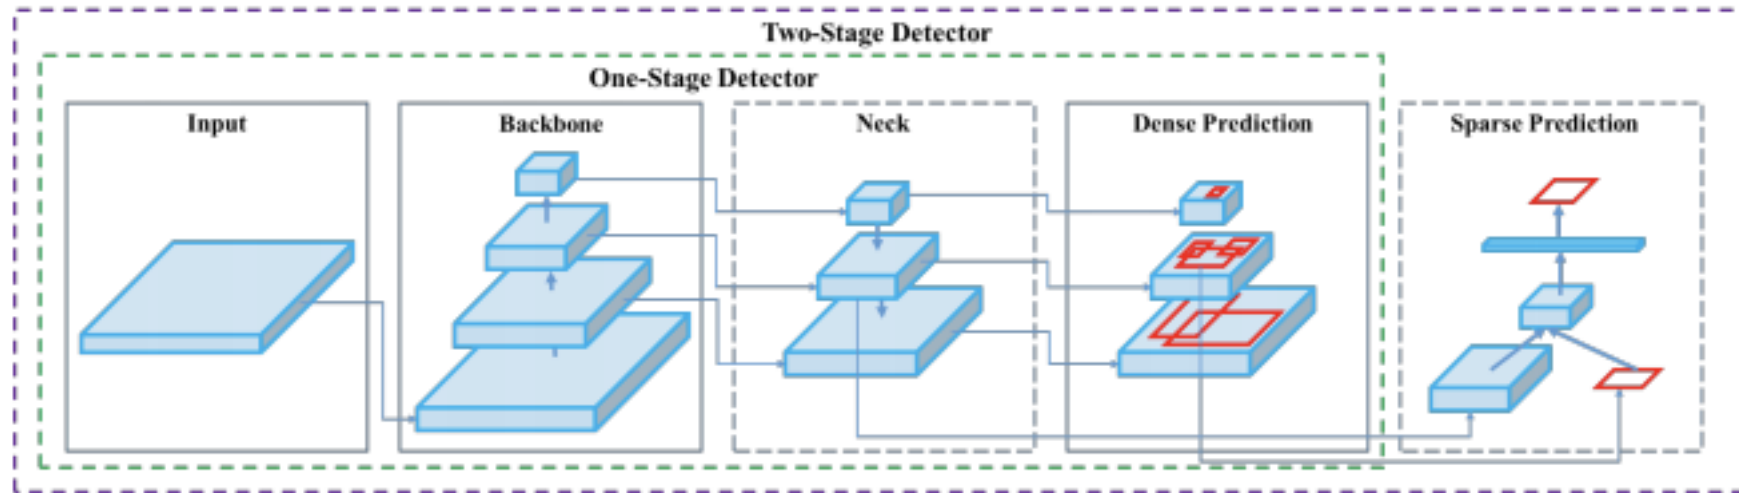 Two-Stage Detector
One-Stage Detector
Input
Backbone
Neck
Dense Prediction
Sparse Prediction